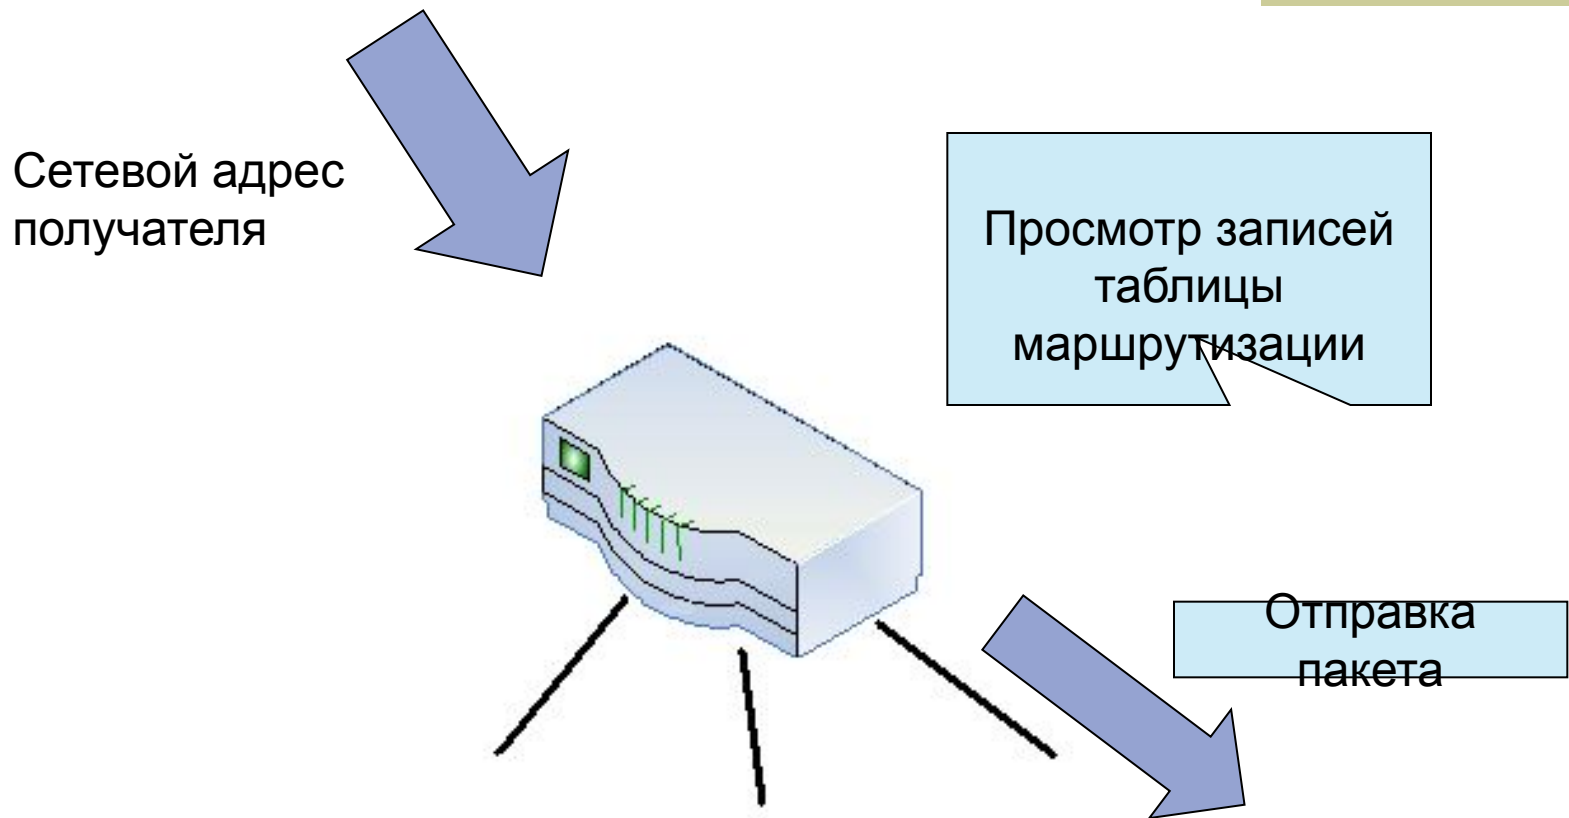 Сетевой адрес
получателя
Просмотр записей
таблицы
маршрутизации
Отправка
пакета